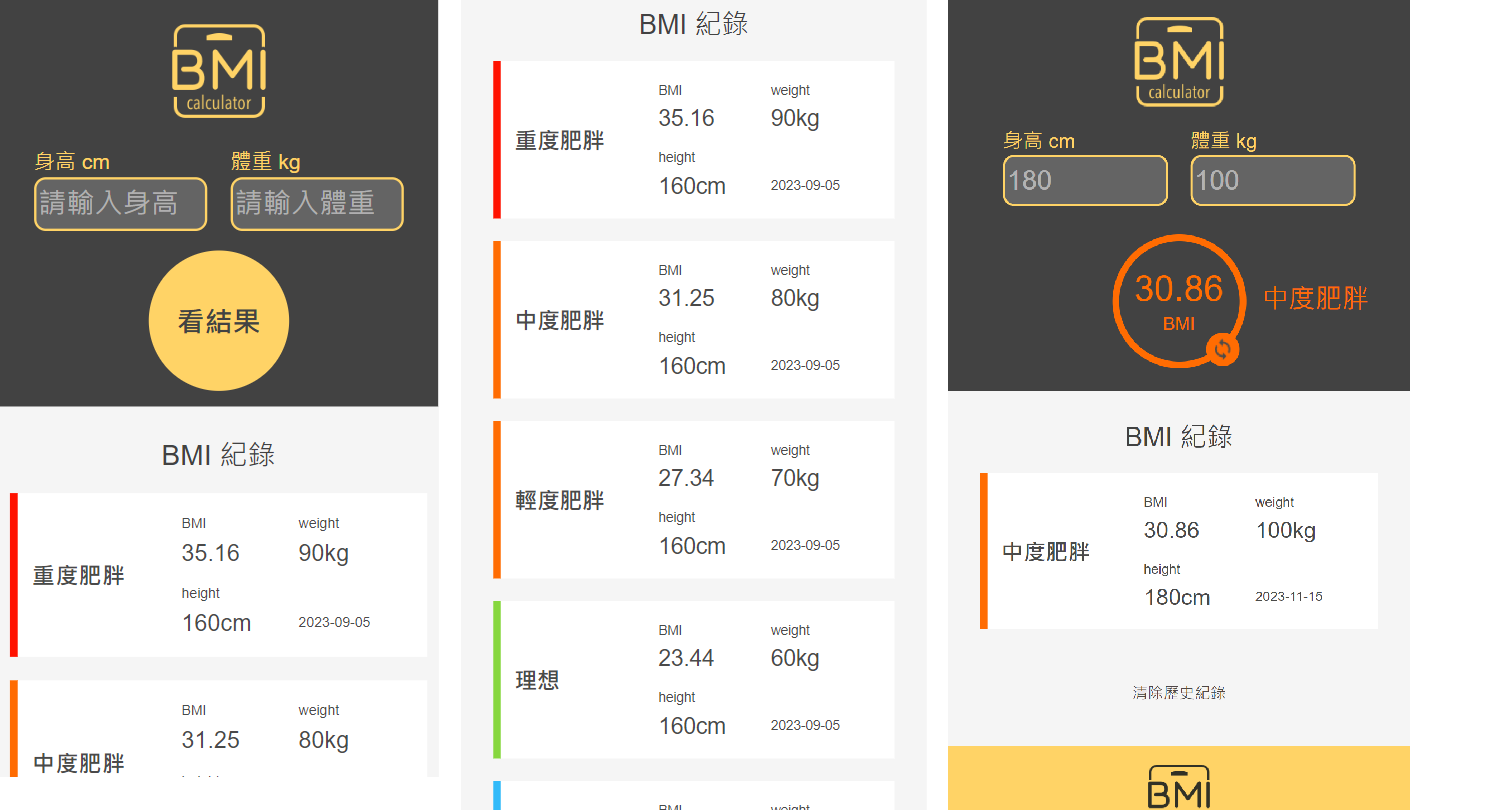 BMI
calculator
身高 cm
體重 kg
請輸入身高
請輸入體重
看結果
BMI 紀錄
重度肥胖
BMI
35.16
weight
90kg
height
160cm
2023-09-05
中度肥胖
BMI
31.25
weight
80kg
BMI 紀錄
重度肥胖
BMI
35.16
weight
90kg
height
160cm
2023-09-05
中度肥胖
BMI
31.25
weight
80kg
height
160cm
2023-09-05
輕度肥胖
BMI
27.34
weight
70kg
height
160cm
2023-09-05
理想
BMI
23.44
weight
60kg
height
160cm
2023-09-05
BMI
weight
BMI
calculator
身高 cm
體重 kg
180
100
30.86
BMI
中度肥胖
BMI 紀錄
中度肥胖
BMI
30.86
weight
100kg
height
180cm
2023-11-15
清除歷史紀錄
BMI